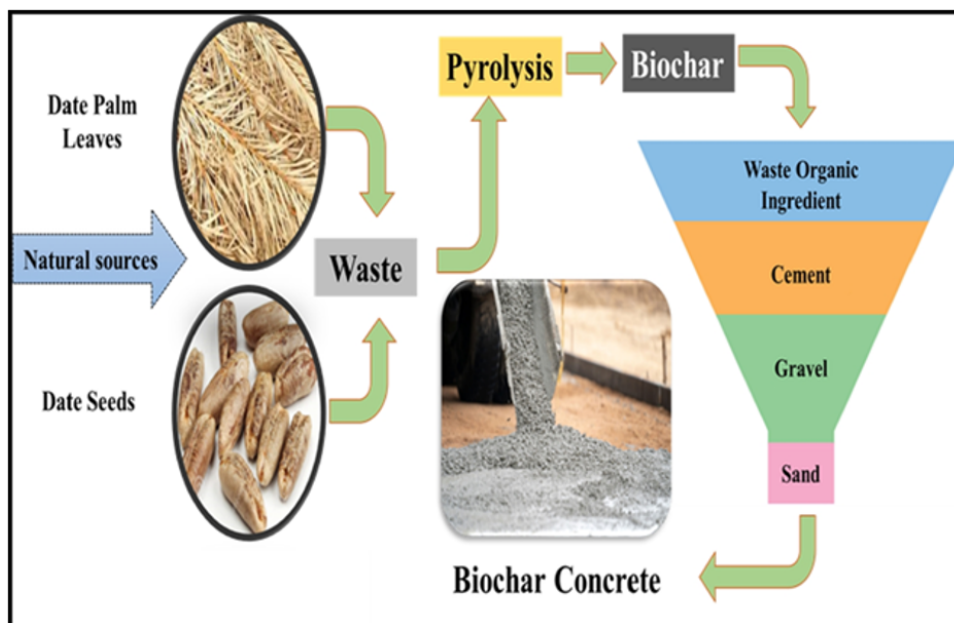 Date Palm
Leaves
Natural sources
Date Seeds
Waste
Pyrolysis
Biochar
Waste Organic
Ingredient
Cement
Gravel
Sand
Biochar Concrete